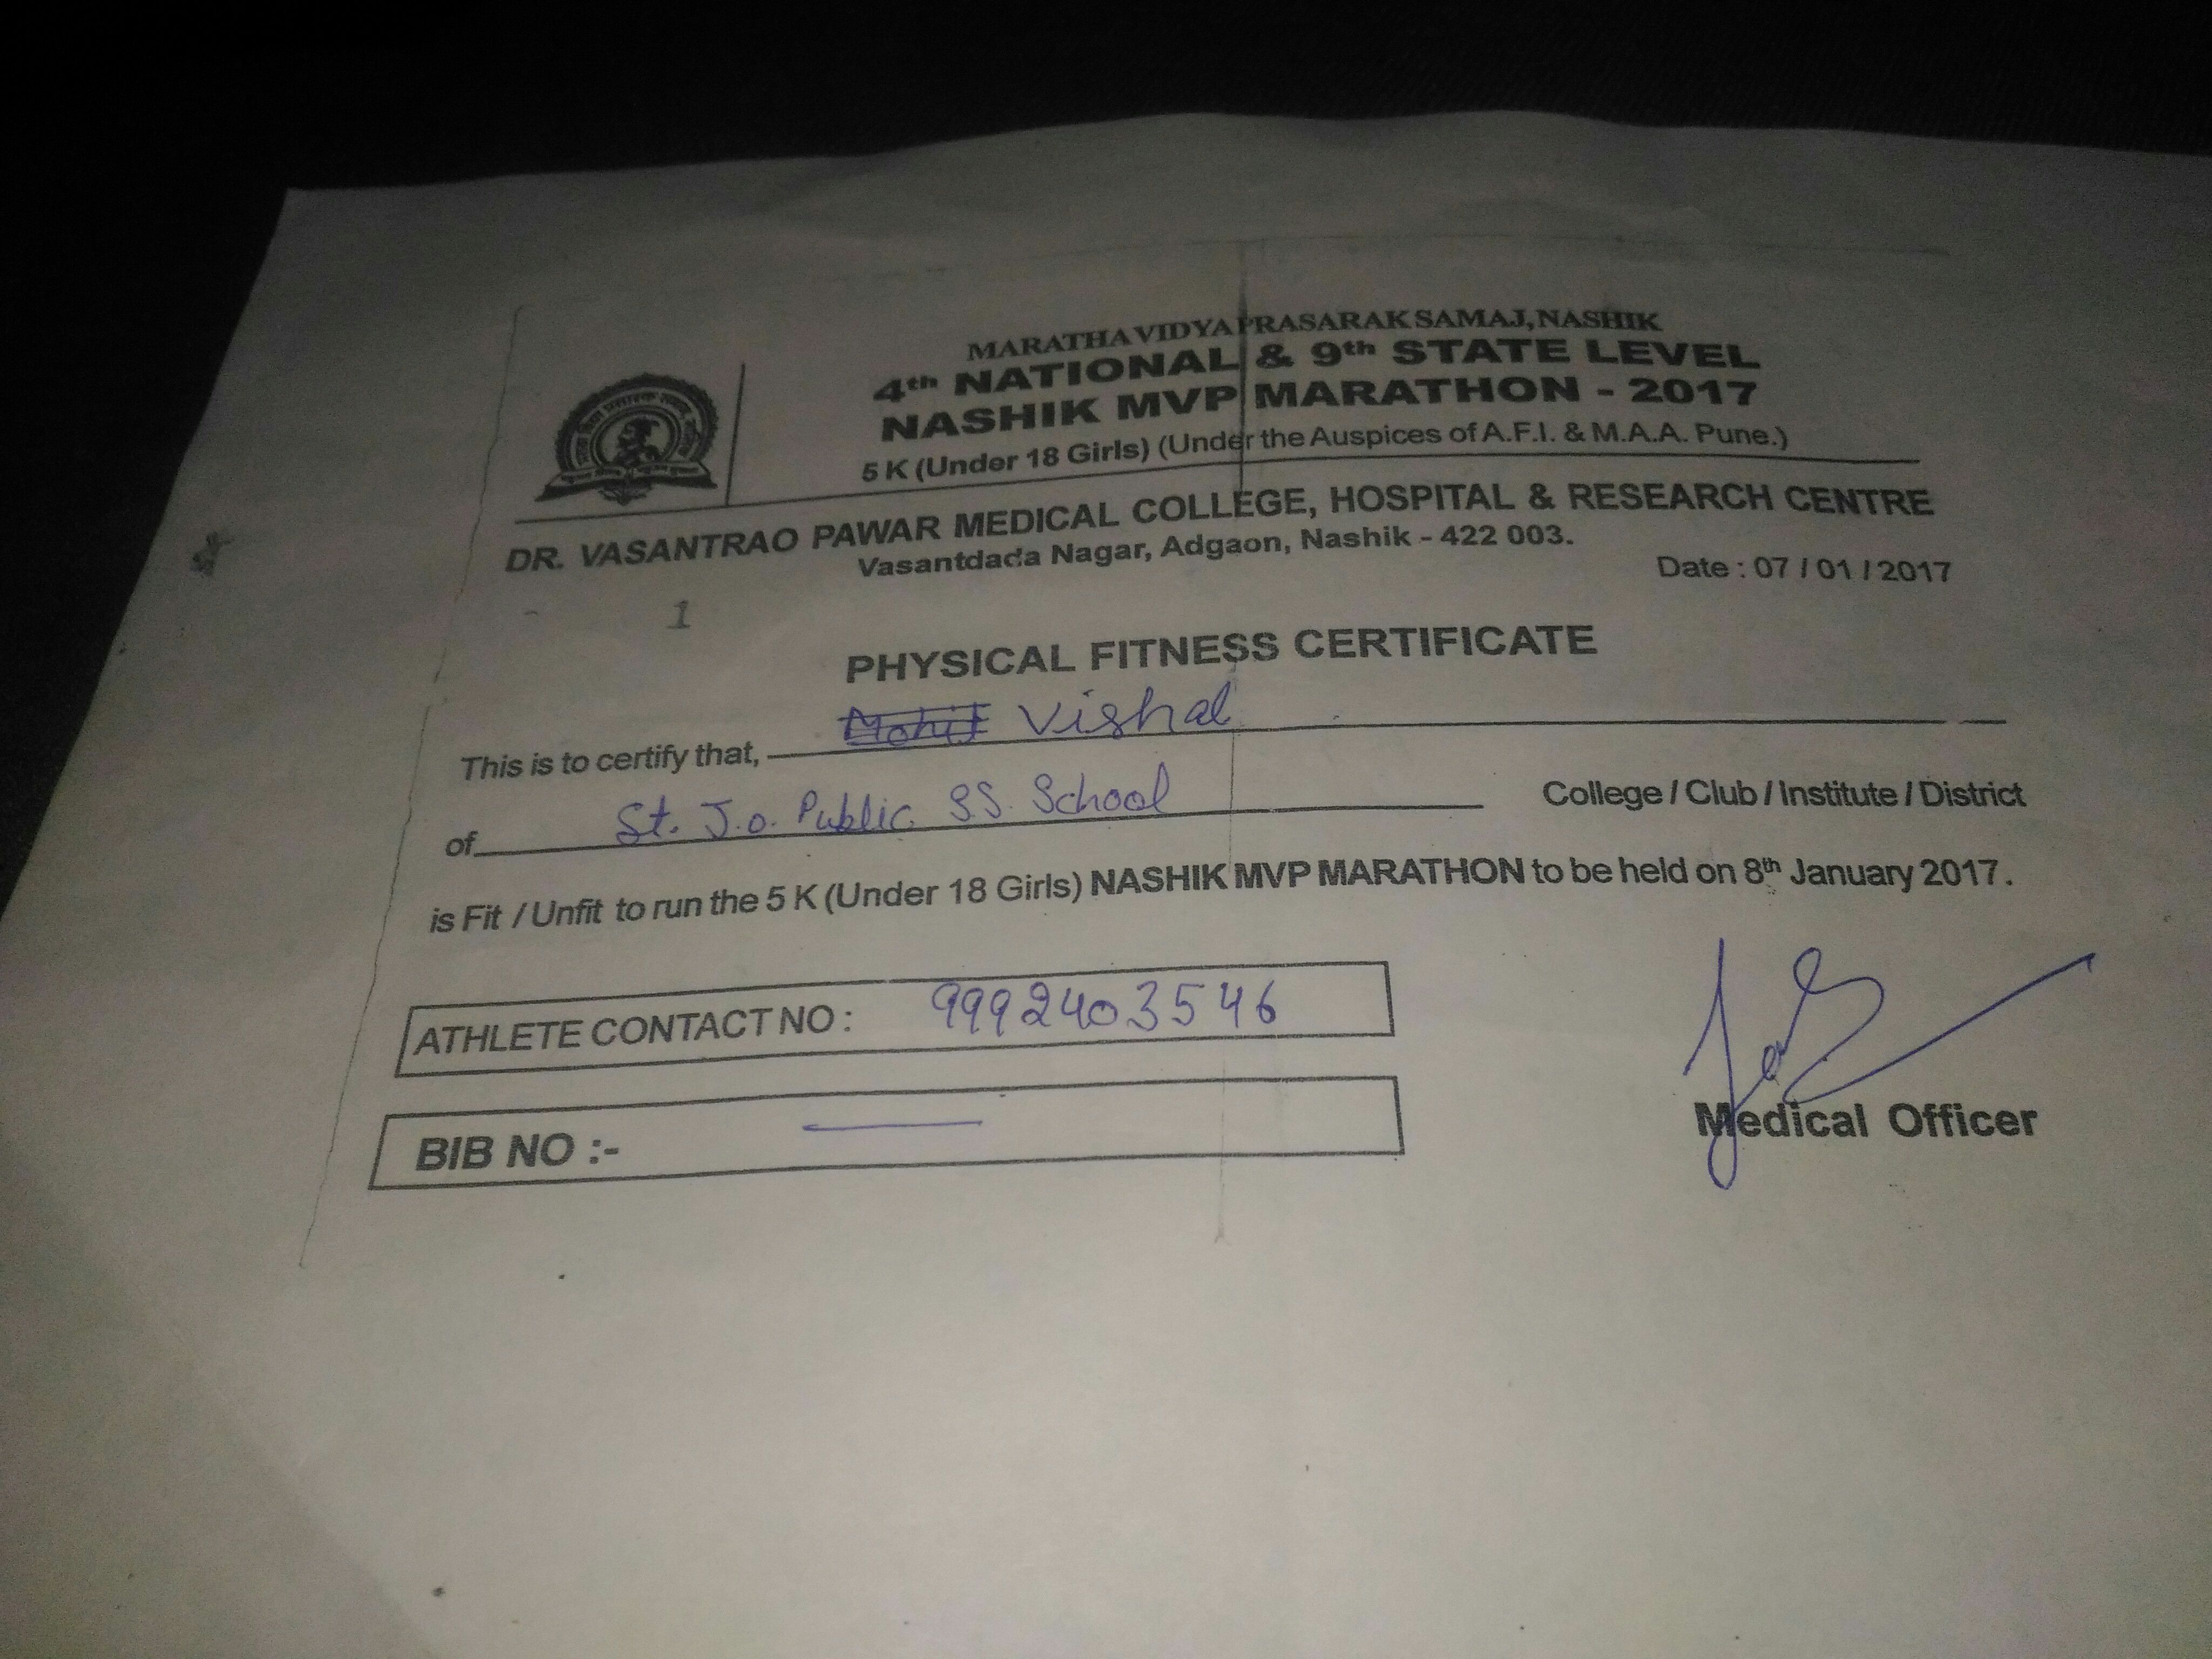 MARATHA VIDYA PRASARAK SAMAJ, NASHIK
4th NATIONAL & 9th STATE LEVEL
NASHIK MVP MARATHON - 2017
5 K (Under 18 Girls) (Under the Auspices of A.F.I. & M.A.A. Pune.)
DR. VASANTRAO PAWAR MEDICAL COLLEGE, HOSPITAL & RESEARCH CENTRE
Vasantdada Nagar, Adgaon, Nashik - 422 003.
Date : 07 / 01 / 2017
1
PHYSICAL FITNESS CERTIFICATE
This is to certify that, Mohit Vishal
of St. J.o. Public. S.S. School College / Club / Institute / District
is Fit / Unfit to run the 5 K (Under 18 Girls) NASHIK MVP MARATHON to be held on 8th January 2017.
ATHLETE CONTACT NO : 9992403546
BIB NO :- —
Medical Officer